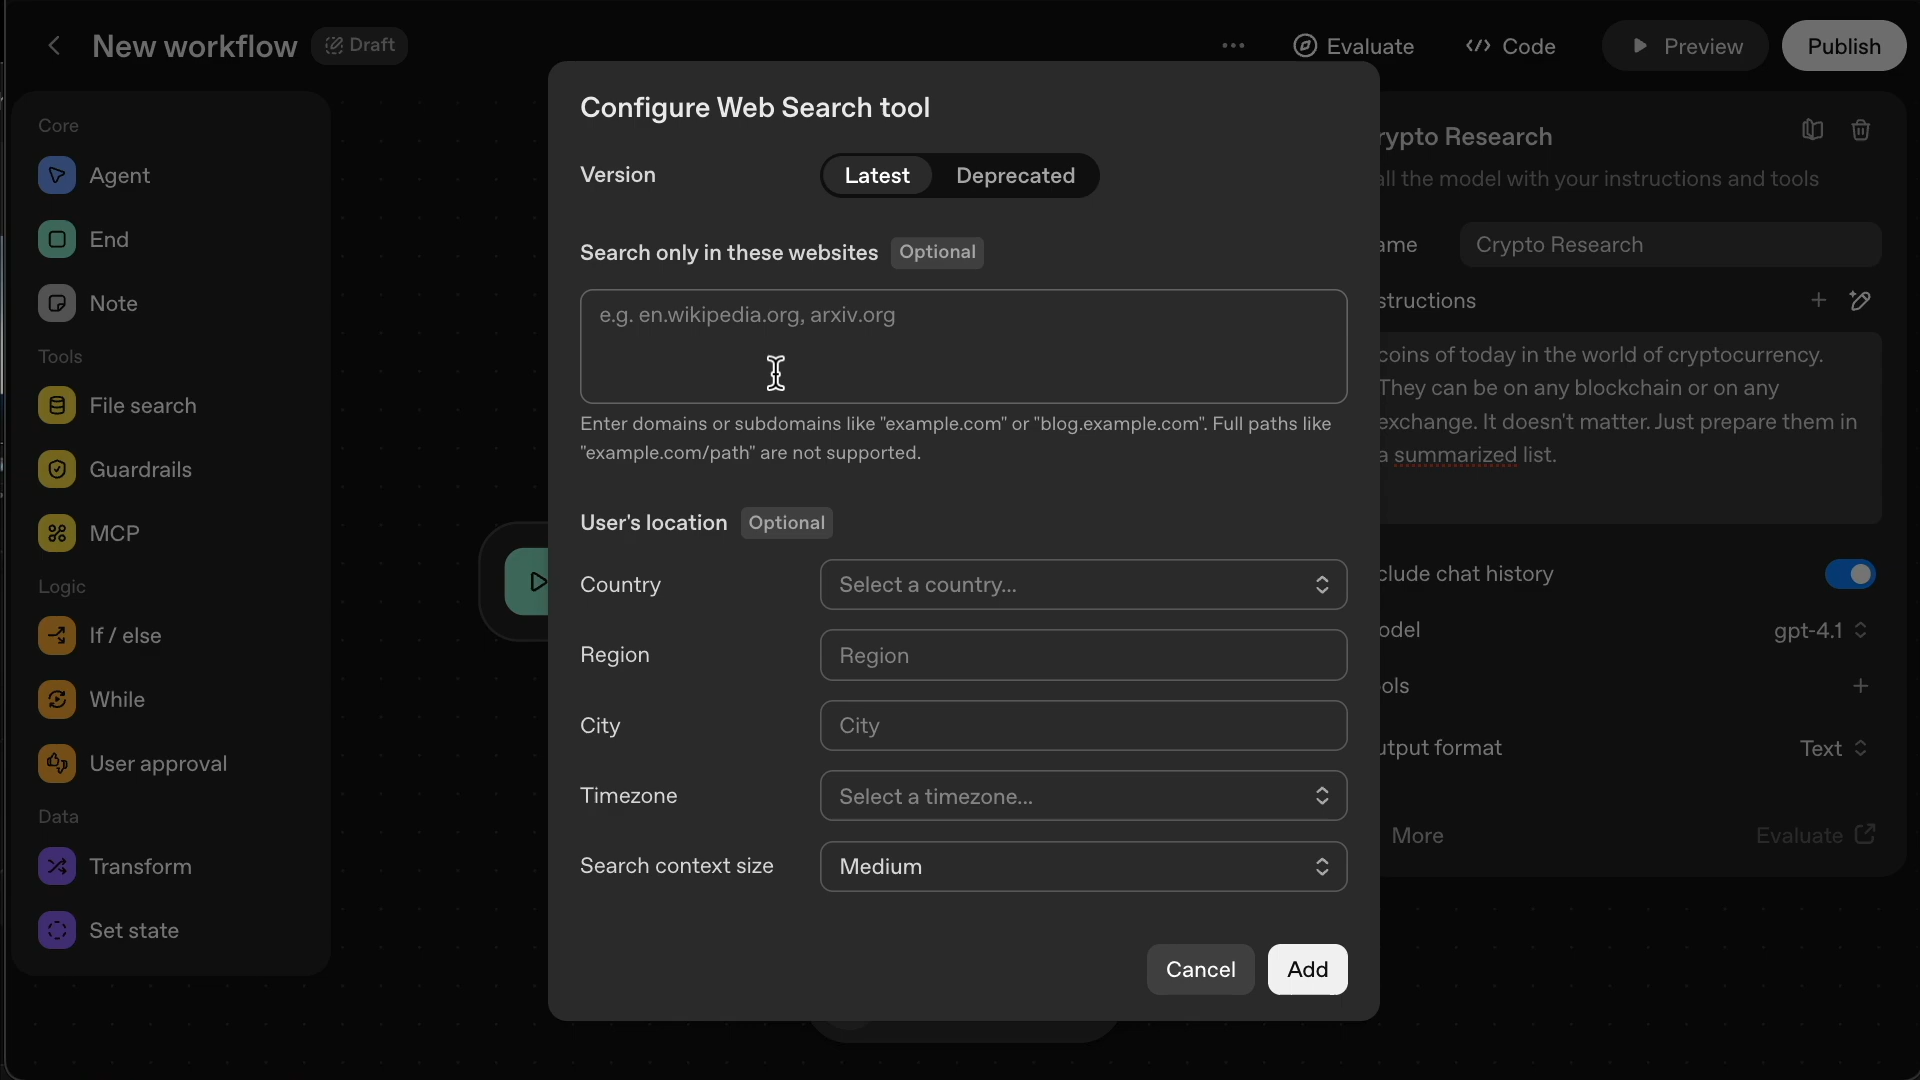 New workflow
Draft
Evaluate
Code
Preview
Publish
Core
Agent
End
Note
Tools
File search
Guardrails
MCP
Logic
If / else
While
User approval
Data
Transform
Set state
Configure Web Search tool
Version
Latest
Deprecated
Search only in these websites
Optional
e.g. en.wikipedia.org, arxiv.org
Enter domains or subdomains like "example.com" or "blog.example.com". Full paths like
"example.com/path" are not supported.
User's location
Optional
Country
Select a country...
Region
Region
City
City
Timezone
Select a timezone...
Search context size
Medium
Cancel
Add
rypto Research
all the model with your instructions and tools
ame
Crypto Research
structions
coins of today in the world of cryptocurrency.
They can be on any blockchain or on any
exchange. It doesn't matter. Just prepare them in
a summarized list.
clude chat history
odel
gpt-4.1
ols
utput format
Text
More
Evaluate